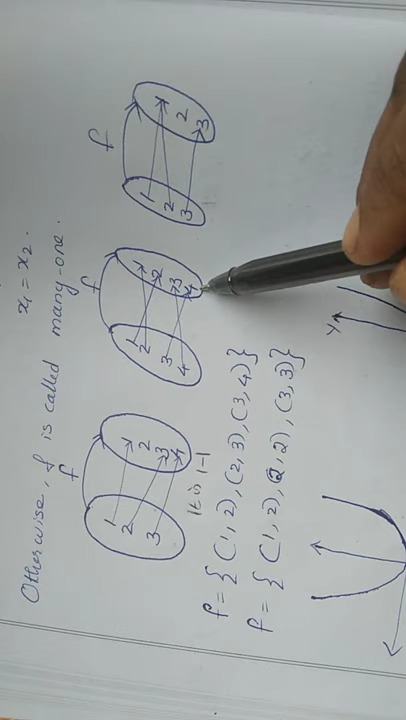 x₁ = x₂.
Otherwise, f is called many-one.
f f f
1 1 1 1 1 1
2 2 2 2 2 2
3 3 3 3 3 3
4 4 4
It is 1-1
f = { (1, 2), (2, 3), (3, 4) }
f = { (1, 2), (2, 2), (3, 3) }
Y